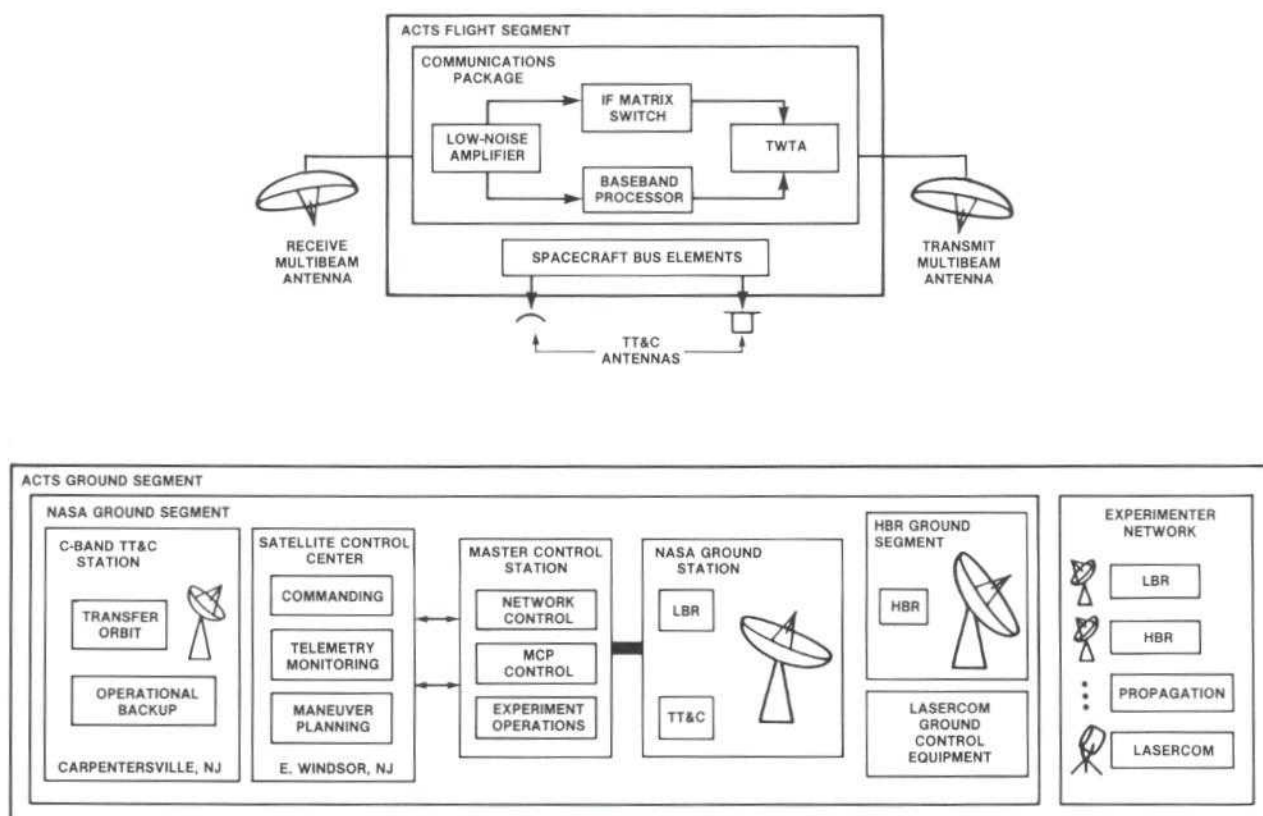 ACTS FLIGHT SEGMENT
COMMUNICATIONS
PACKAGE
IF MATRIX
SWITCH
LOW-NOISE
AMPLIFIER
TWTA
BASEBAND
PROCESSOR
RECEIVE
MULTIBEAM
ANTENNA
TRANSMIT
MULTIBEAM
ANTENNA
SPACECRAFT BUS ELEMENTS
TT&C
ANTENNAS
ACTS GROUND SEGMENT
NASA GROUND SEGMENT
C-BAND TT&C
STATION
TRANSFER
ORBIT
OPERATIONAL
BACKUP
CARPENTERSVILLE, NJ
SATELLITE CONTROL
CENTER
COMMANDING
TELEMETRY
MONITORING
MANEUVER
PLANNING
E. WINDSOR, NJ
MASTER CONTROL
STATION
NETWORK
CONTROL
MCP
CONTROL
EXPERIMENT
OPERATIONS
NASA GROUND
STATION
LBR
TT&C
HBR GROUND
SEGMENT
HBR
LASERCOM
GROUND
CONTROL
EQUIPMENT
EXPERIMENTER
NETWORK
LBR
HBR
PROPAGATION
LASERCOM